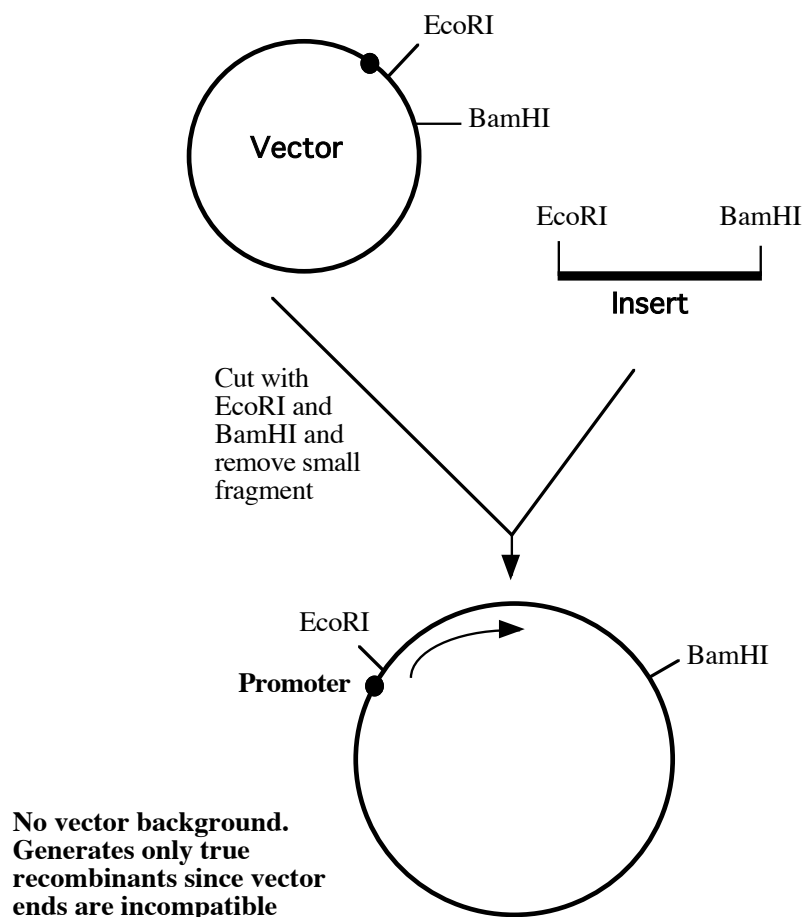 EcoRI
BamHI
Vector
EcoRI
BamHI
Insert
Cut with
EcoRI and
BamHI and
remove small
fragment
EcoRI
BamHI
Promoter
No vector background.
Generates only true
recombinants since vector
ends are incompatible